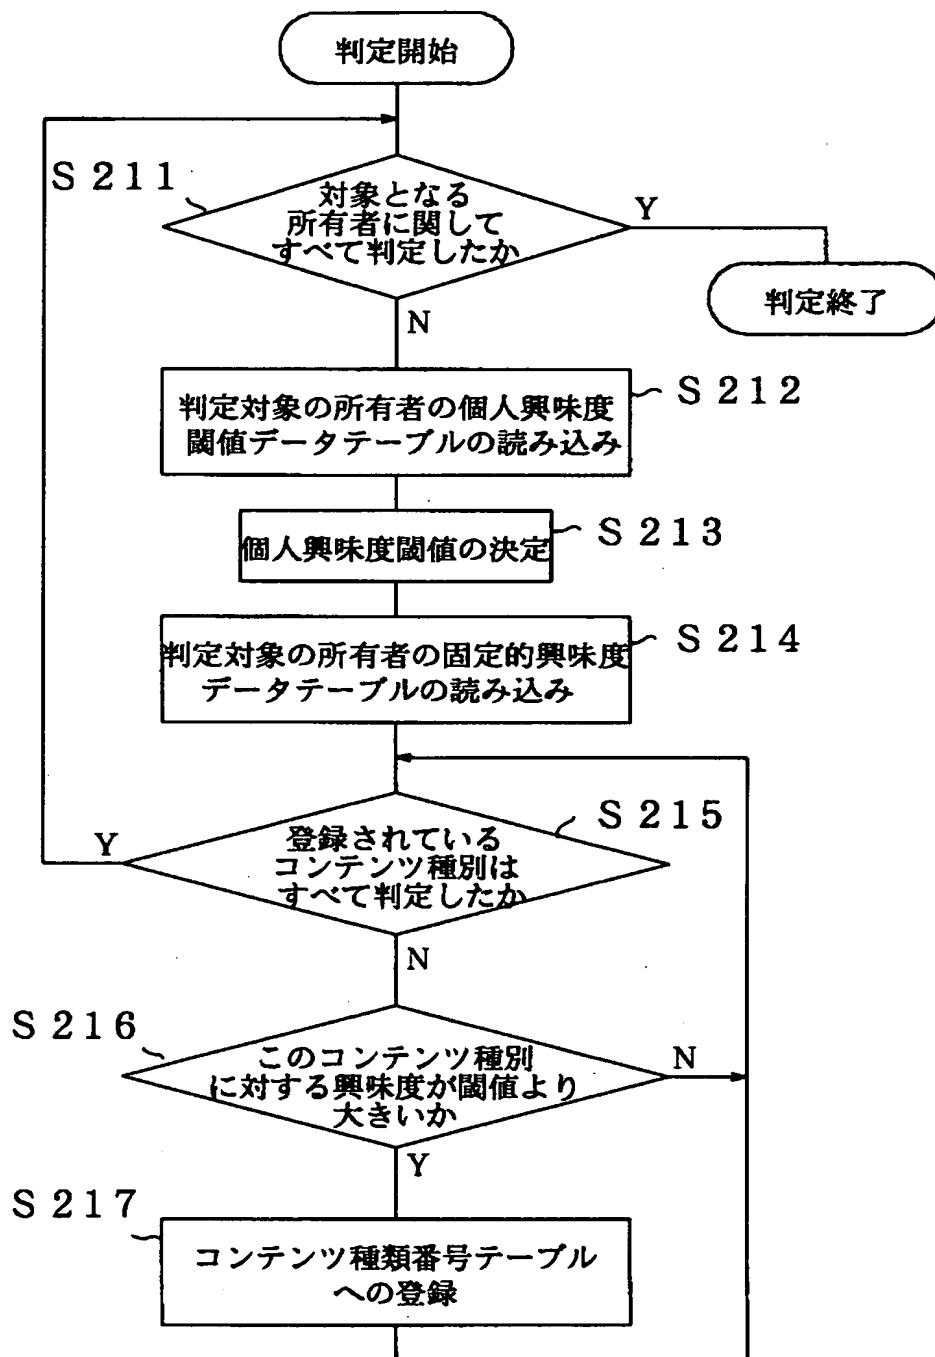 判定開始
S211
対象となる
所有者に関して
すべて判定したか
Y
判定終了
N
S212
判定対象の所有者の個人興味度
閾値データテーブルの読み込み
S213
個人興味度閾値の決定
S214
判定対象の所有者の固定的興味度
データテーブルの読み込み
S215
Y
登録されている
コンテンツ種別は
すべて判定したか
N
S216
このコンテンツ種別
に対する興味度が閾値より
大きいか
N
Y
S217
コンテンツ種類番号テーブル
への登録